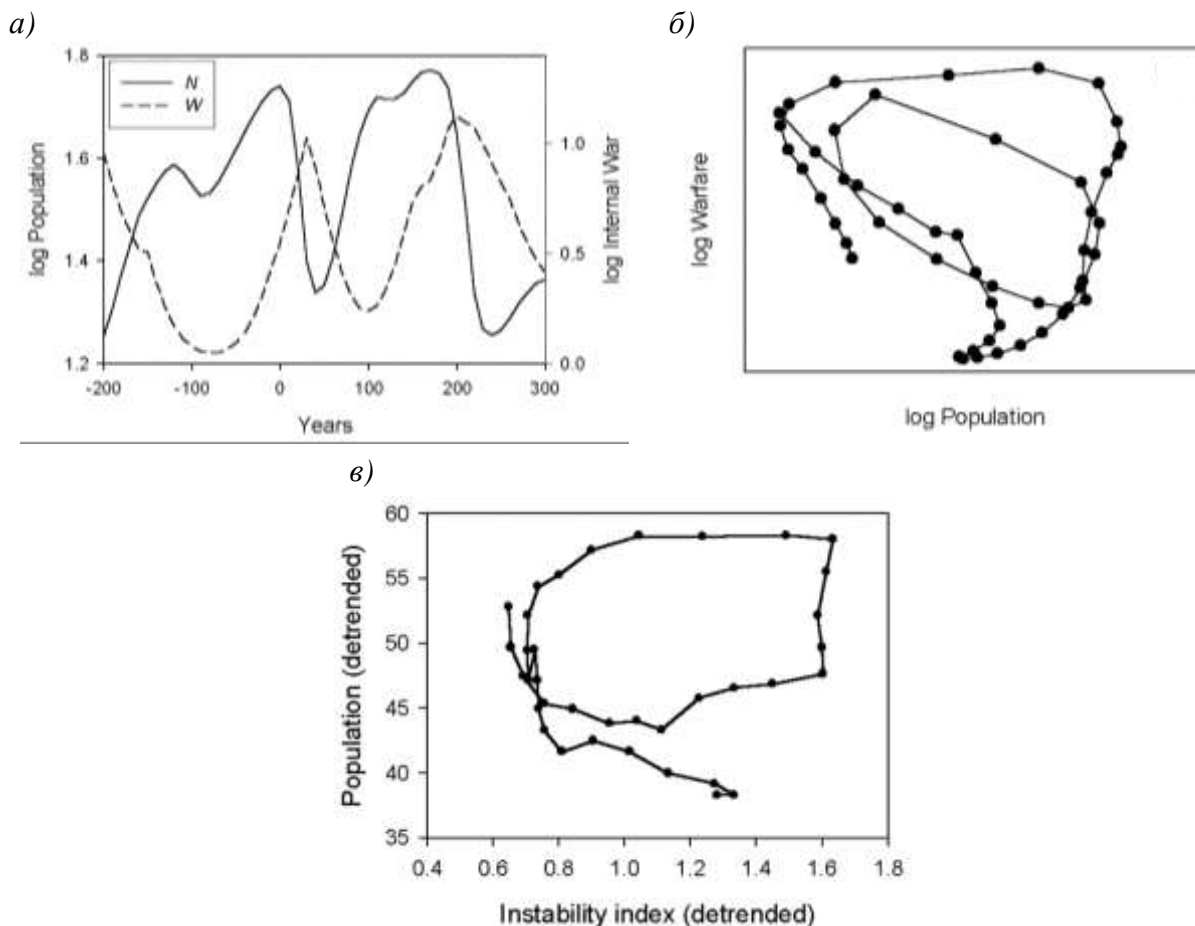 а)
1.8
1.6
1.4
1.2
log Population
N
W
1.0
0.5
0.0
log Internal War
-200
-100
0
100
200
300
Years
б)
log Warfare
log Population
в)
60
55
50
45
40
35
Population (detrended)
0.4
0.6
0.8
1.0
1.2
1.4
1.6
1.8
Instability index (detrended)